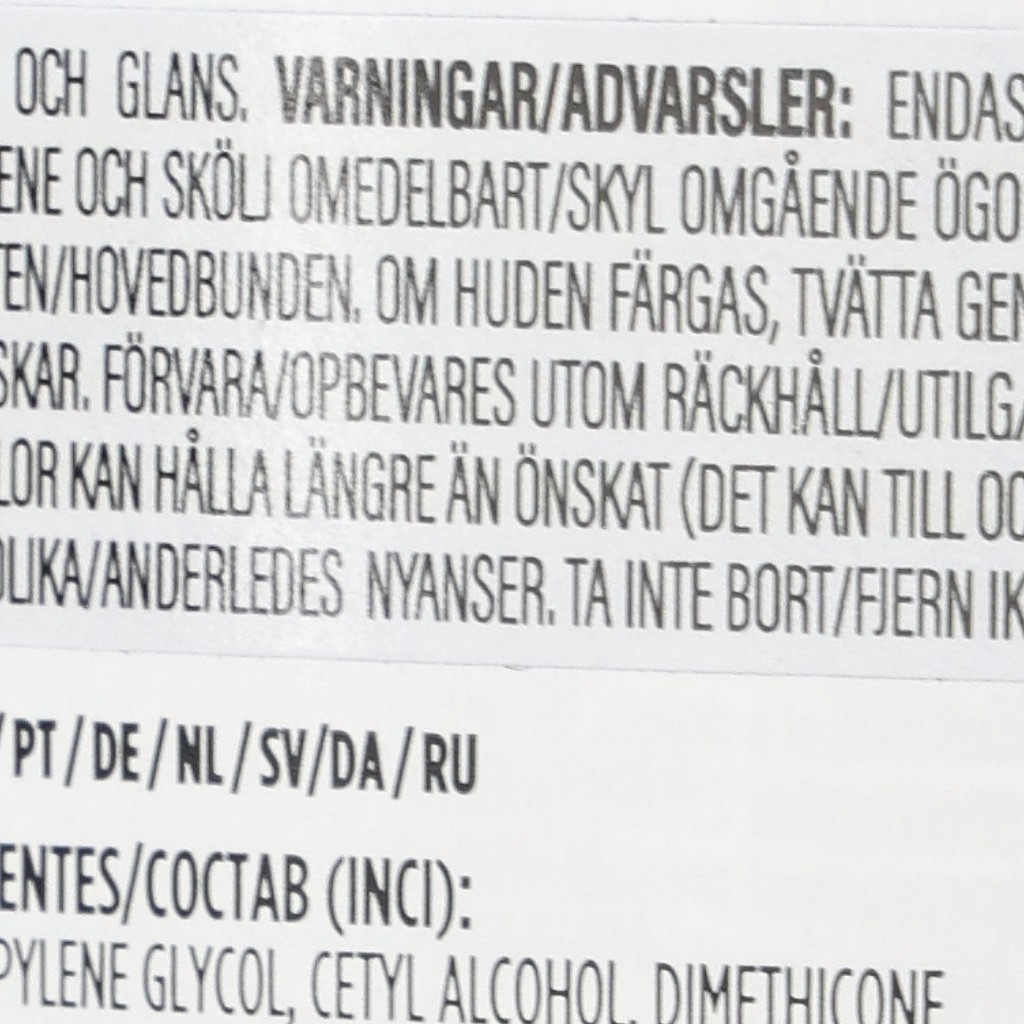 OCH GLANS. VARNINGAR/ADVARSLER: ENDAS
ENE OCH SKÖLJ OMEDELBART/SKYL OMGÅENDE ÖGO
TEN/HOVEDBUNDEN. OM HUDEN FÄRGAS, TVÄTTA GEN
SKAR. FÖRVARA/OPBEVARES UTOM RÄCKHÅLL/UTILGA
LOR KAN HÅLLA LÄNGRE ÄN ÖNSKAT (DET KAN TILL OC
OLIKA/ANDERLEDES NYANSER. TA INTE BORT/FJERN IK
/PT/DE/NL/SV/DA/RU
ENTES/СОСТАВ (INCI):
PYLENE GLYCOL, CETYL ALCOHOL, DIMETHICONE